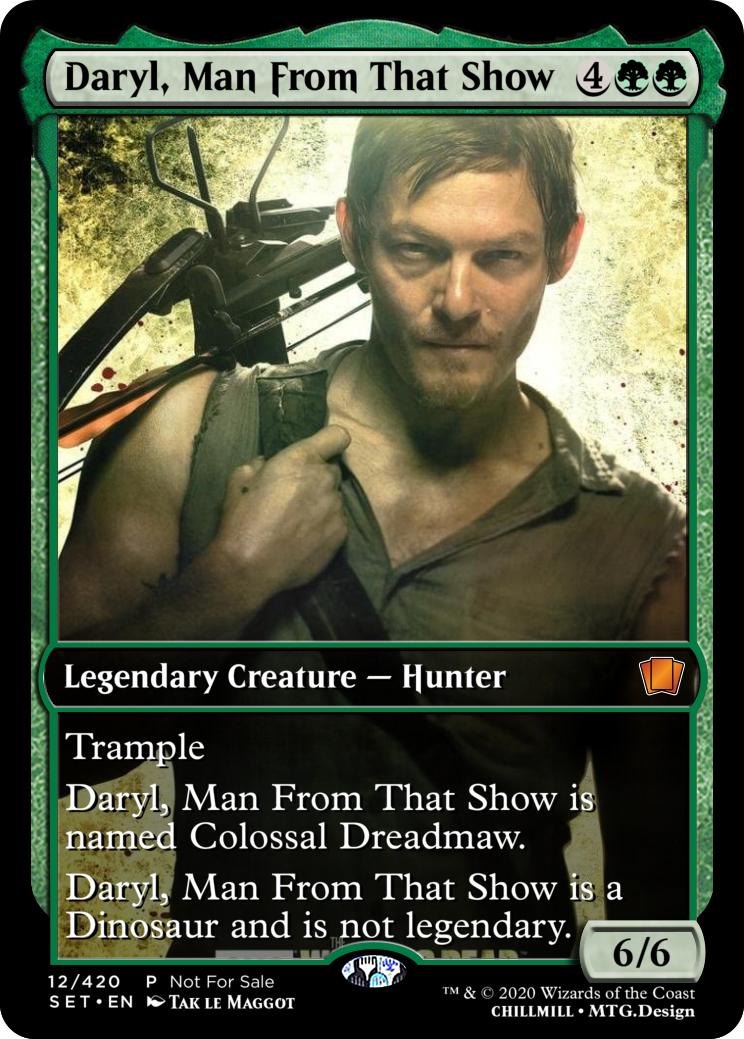 Daryl, Man From That Show 4
Legendary Creature — Hunter
Trample
Daryl, Man From That Show is
named Colossal Dreadmaw.
Daryl, Man From That Show is a
Dinosaur and is not legendary.
6/6
12/420 P Not For Sale
SET • EN TAK LE MAGGOT
™ & © 2020 Wizards of the Coast
CHILLMILL • MTG.Design